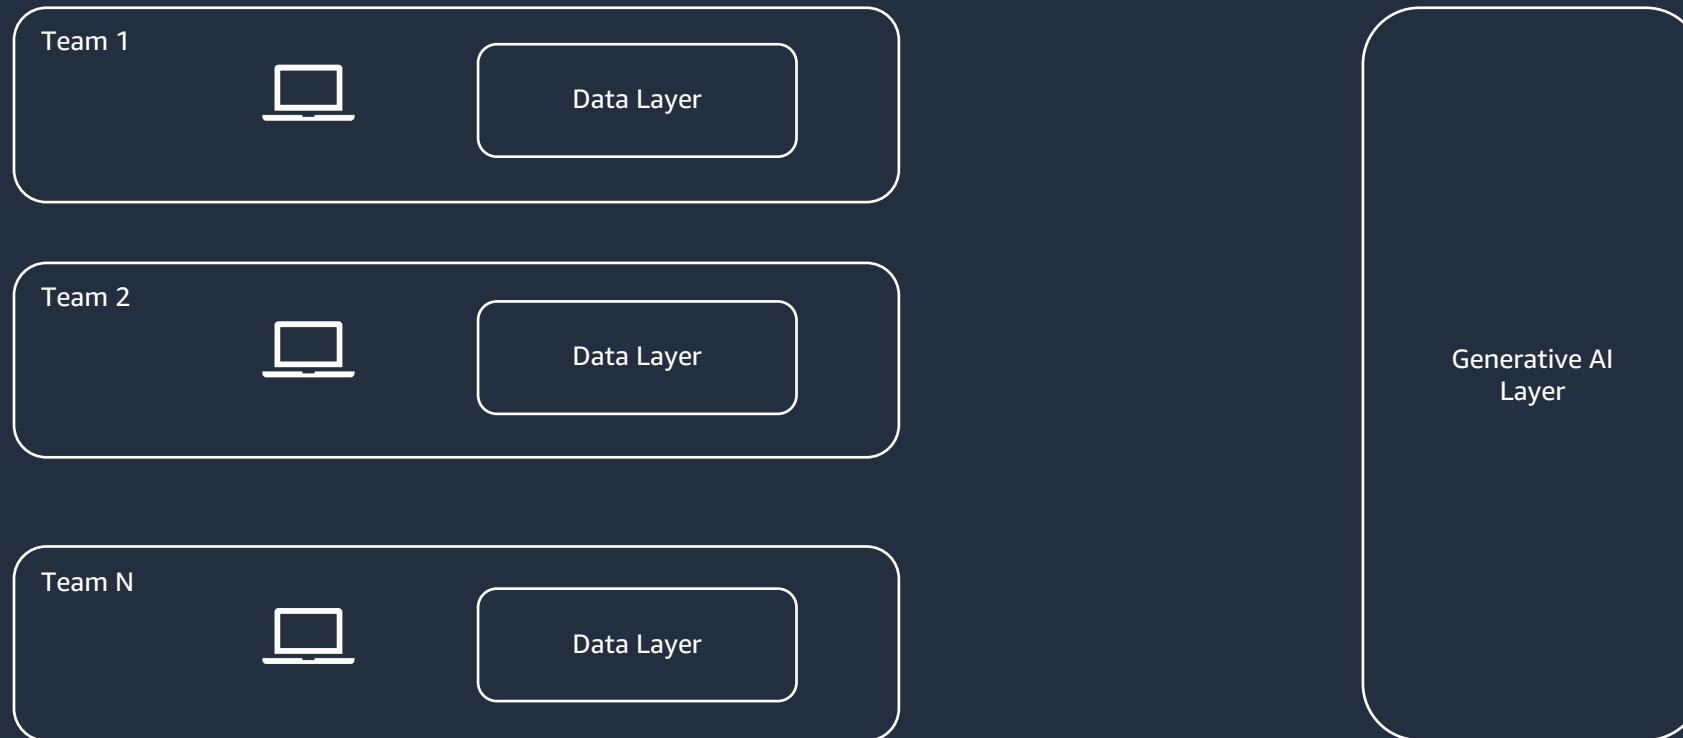 Team 1
Data Layer
Team 2
Data Layer
Generative AI
Layer
Team N
Data Layer